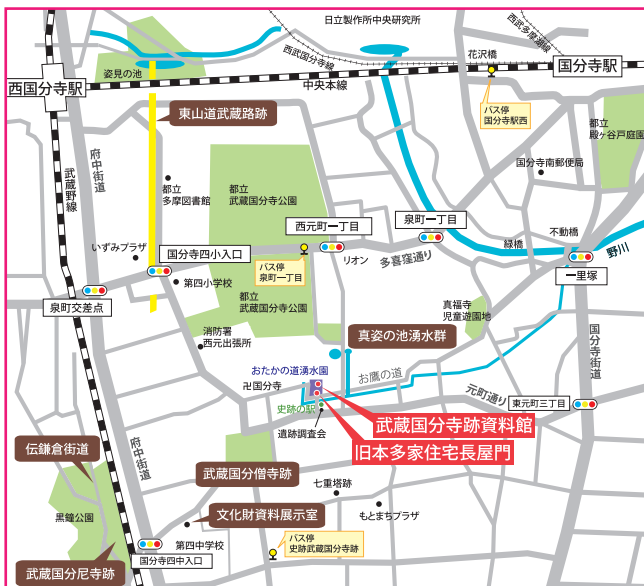 日立製作所中央研究所
西武国分寺線
西武多摩湖線
花沢橋
国分寺駅
西国分寺駅
姿見の池
中央本線
バス停
国分寺駅西
東山道武蔵路跡
都立
殿ヶ谷戸庭園
府中街道
武蔵野線
国分寺南郵便局
都立
多摩図書館
都立
武蔵国分寺公園
西元町一丁目
泉町一丁目
不動橋
野川
いずみプラザ
国分寺四小入口
バス停
泉町一丁目
リオン
多喜窪通り
緑橋
一里塚
第四小学校
泉町交差点
都立
武蔵国分寺公園
真福寺
児童遊園地
消防署
西元出張所
真姿の池湧水群
国分寺街道
おたかの道湧水園
お鷹の道
卍国分寺
元町通り
東元町三丁目
史跡の駅
武蔵国分寺跡資料館
遺跡調査会
旧本多家住宅長屋門
伝鎌倉街道
府中街道
武蔵国分僧寺跡
七重塔跡
黒鐘公園
文化財資料展示室
もとまちプラザ
第四中学校
バス停
史跡武蔵国分寺跡
国分寺四中入口
武蔵国分尼寺跡